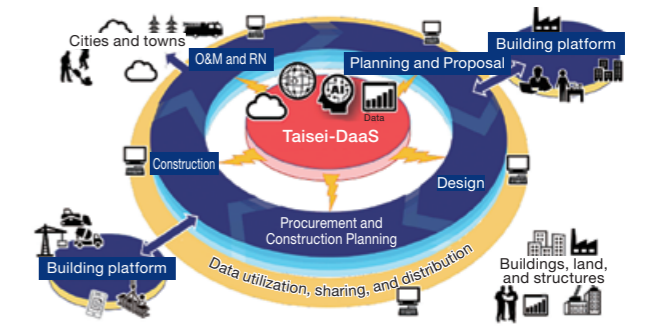 Cities and towns
O&M and RN
Planning and Proposal
Building platform
AI
Data
Taisei-DaaS
Construction
Design
Procurement and
Construction Planning
Building platform
Data utilization, sharing, and distribution
Buildings, land,
and structures